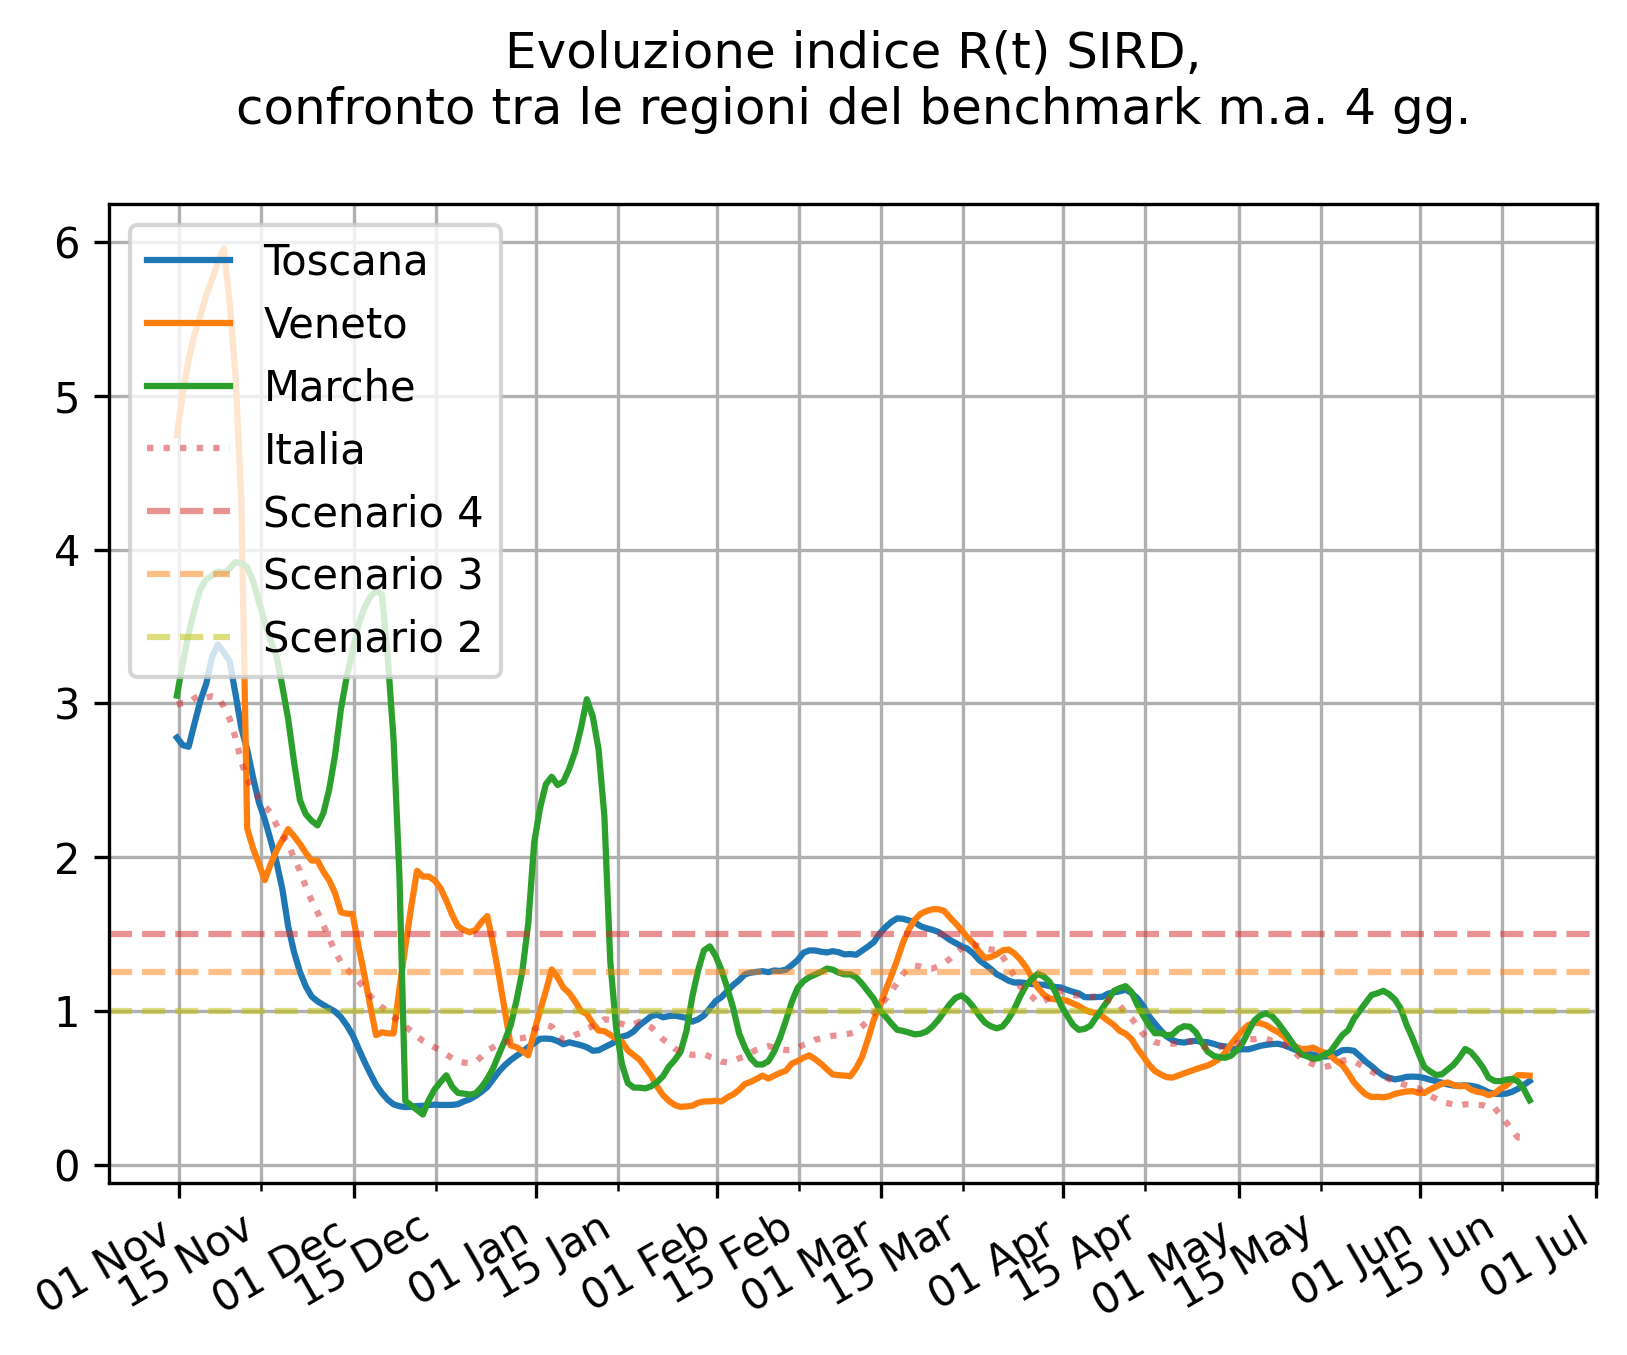 Evoluzione indice R(t) SIRD,
confronto tra le regioni del benchmark m.a. 4 gg.
6
5
4
3
2
1
0
Toscana
Veneto
Marche
Italia
Scenario 4
Scenario 3
Scenario 2
01 Nov
15 Nov
01 Dec
15 Dec
01 Jan
15 Jan
01 Feb
15 Feb
01 Mar
15 Mar
01 Apr
15 Apr
01 May
15 May
01 Jun
15 Jun
01 Jul